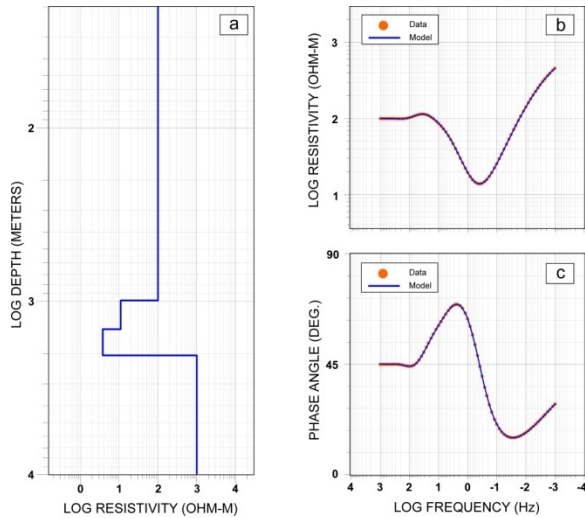 a
2
3
4
LOG DEPTH (METERS)
0
1
2
3
4
LOG RESISTIVITY (OHM-M)
b
Data
Model
3
2
1
LOG RESISTIVITY (OHM-M)
c
Data
Model
90
45
0
PHASE ANGLE (DEG.)
4
3
2
1
0
-1
-2
-3
-4
LOG FREQUENCY (Hz)